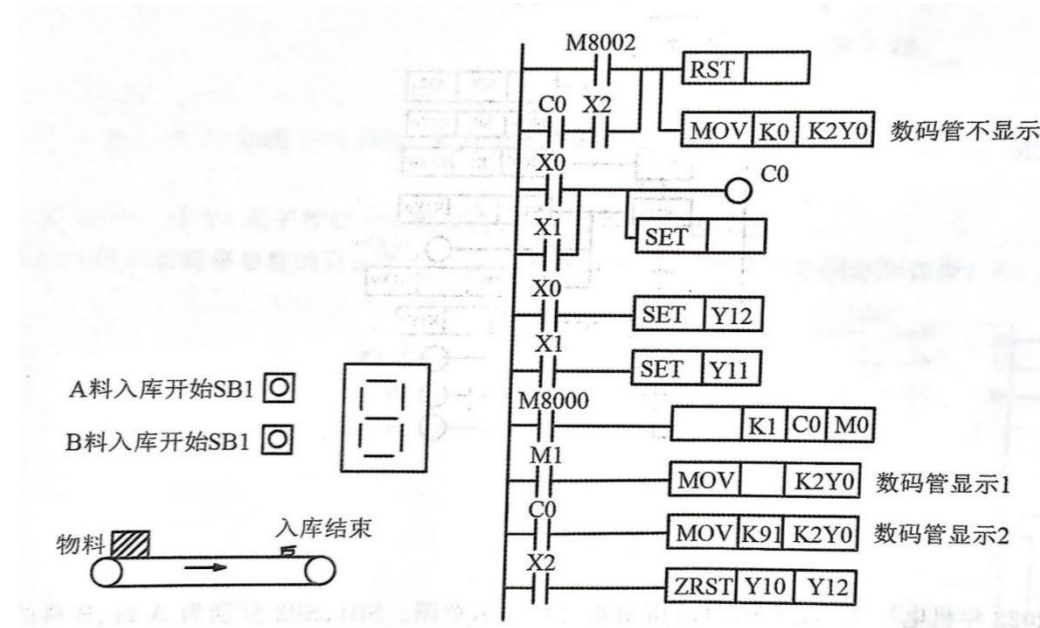 M8002
RST
C0 X2
MOV K0 K2Y0 数码管不显示
X0
C0
X1
SET
X0
SET Y12
X1
SET Y11
A料入库开始SB1
M8000
K1 C0 M0
B料入库开始SB1
M1
MOV K2Y0 数码管显示1
C0
入库结束
MOV K91 K2Y0 数码管显示2
物料
X2
ZRST Y10 Y12